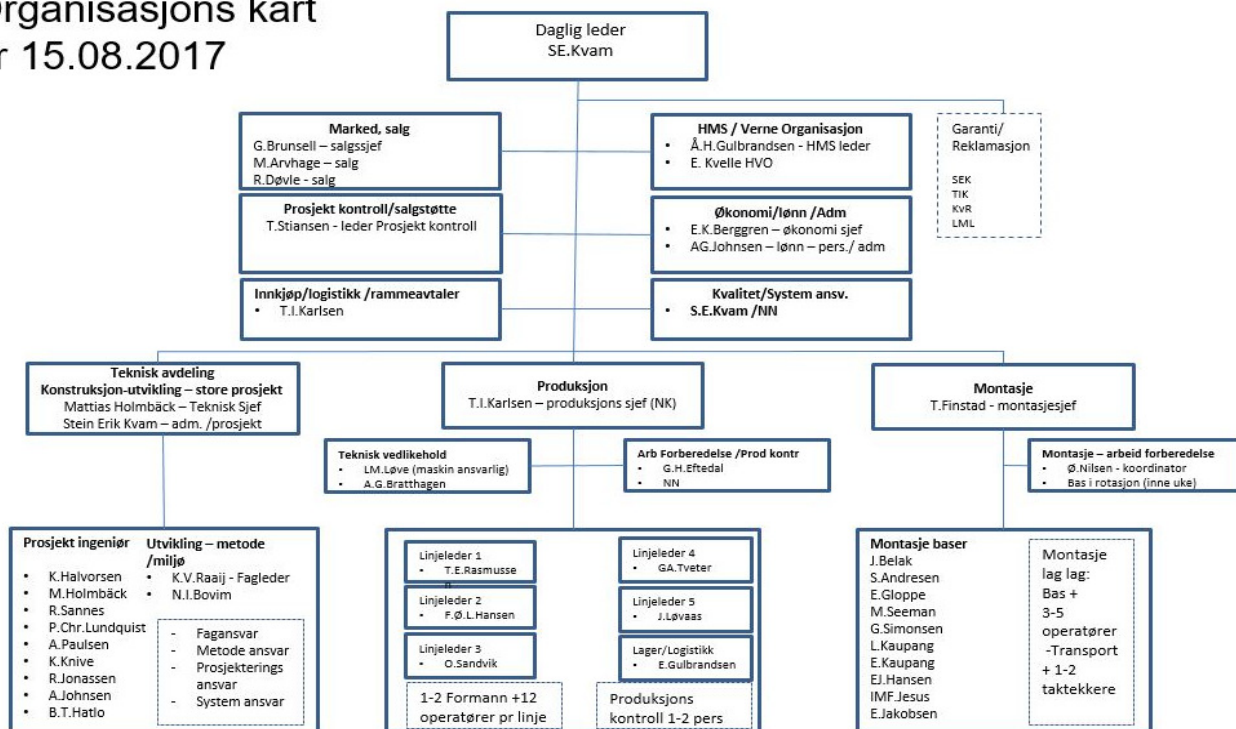 Organisasjons kart
r 15.08.2017
Daglig leder
SE.Kvam
Marked, salg
G.Brunsell – salgssjef
M.Arvhage – salg
R.Døvle - salg
HMS / Verne Organisasjon
• Å.H.Gulbrandsen - HMS leder
• E. Kvelle HVO
Garanti/
Reklamasjon
SEK
TIK
KvR
LML
Prosjekt kontroll/salgstøtte
T.Stiansen - leder Prosjekt kontroll
Økonomi/lønn /Adm
• E.K.Berggren – økonomi sjef
• AG.Johnsen – lønn – pers./ adm
Innkjøp/logistikk /rammeavtaler
• T.I.Karlsen
Kvalitet/System ansv.
• S.E.Kvam /NN
Teknisk avdeling
Konstruksjon-utvikling – store prosjekt
Mattias Holmbäck – Teknisk Sjef
Stein Erik Kvam – adm. /prosjekt
Produksjon
T.I.Karlsen – produksjons sjef (NK)
Montasje
T.Finstad - montasjesjef
Teknisk vedlikehold
• LM.Løve (maskin ansvarlig)
• A.G.Bratthagen
Arb Forberedelse /Prod kontr
• G.H.Eftedal
• NN
Montasje – arbeid forberedelse
• Ø.Nilsen - koordinator
• Bas i rotasjon (inne uke)
Prosjekt ingeniør
• K.Halvorsen
• M.Holmbäck
• R.Sannes
• P.Chr.Lundquist
• A.Paulsen
• K.Knive
• R.Jonassen
• A.Johnsen
• B.T.Hatlo
Utvikling – metode
/miljø
• K.V.Raaij - Fagleder
• N.I.Bovim
- Fagansvar
- Metode ansvar
- Prosjekterings
ansvar
- System ansvar
Linjeleder 1
• T.E.Rasmusse
n
Linjeleder 2
• F.Ø.L.Hansen
Linjeleder 3
• O.Sandvik
1-2 Formann +12
operatører pr linje
Linjeleder 4
• GA.Tveter
Linjeleder 5
• J.Løvaas
Lager/Logistikk
• E.Gulbrandsen
Produksjons
kontroll 1-2 pers
Montasje baser
J.Belak
S.Andresen
E.Gloppe
M.Seeman
G.Simonsen
L.Kaupang
E.Kaupang
EJ.Hansen
IMF.Jesus
E.Jakobsen
Montasje
lag lag:
Bas +
3-5
operatører
-Transport
+ 1-2
taktekkere